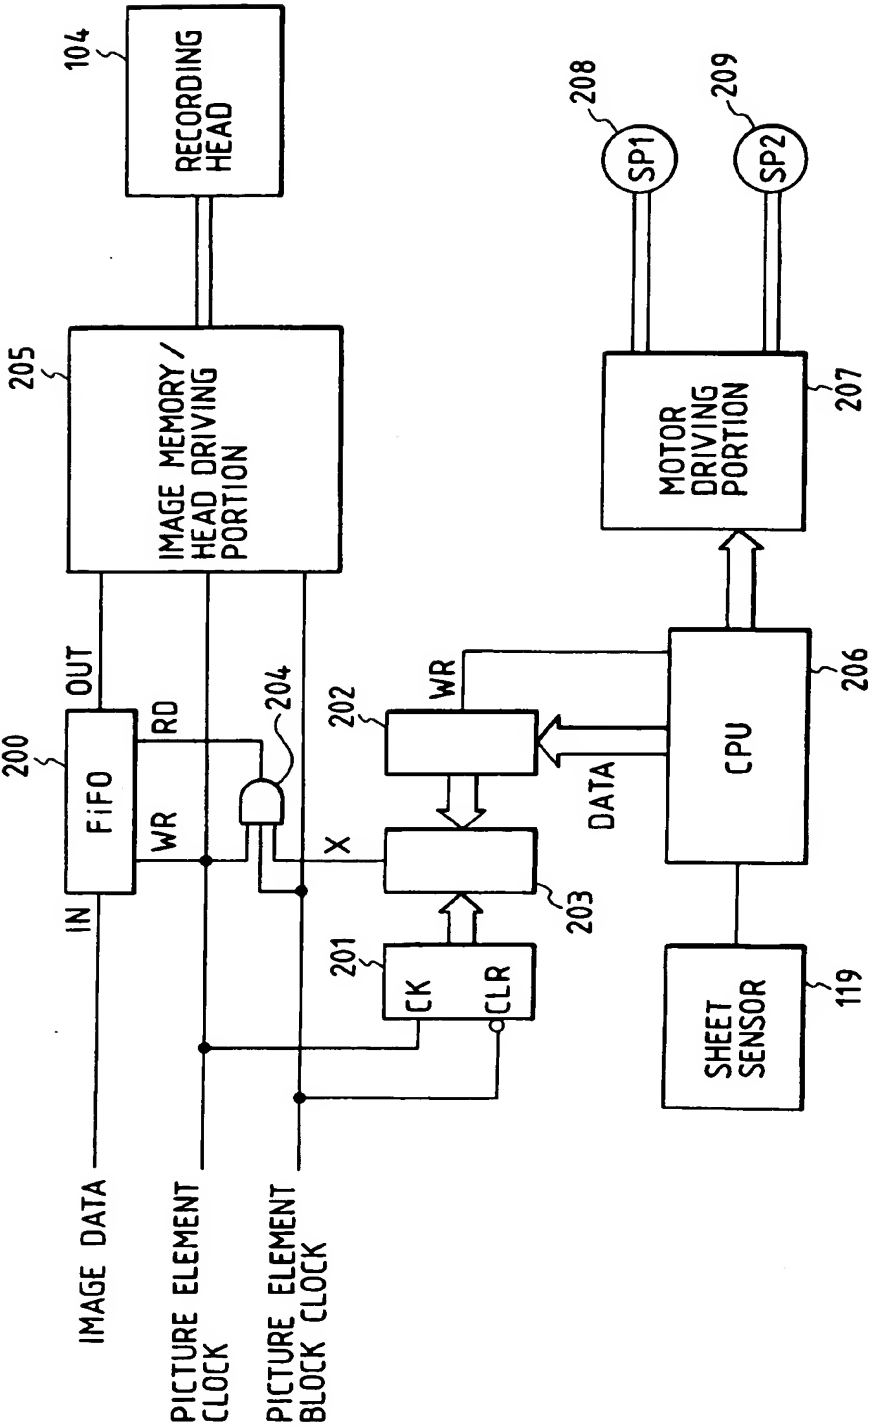 IMAGE DATA
PICTURE ELEMENT
CLOCK
PICTURE ELEMENT
BLOCK CLOCK
IN
200
FiFO
OUT
WR
RD
204
205
IMAGE MEMORY/
HEAD DRIVING
PORTION
104
RECORDING
HEAD
201
CK
CLR
X
203
202
WR
DATA
SHEET
SENSOR
119
CPU
206
MOTOR
DRIVING
PORTION
207
208
SP1
209
SP2